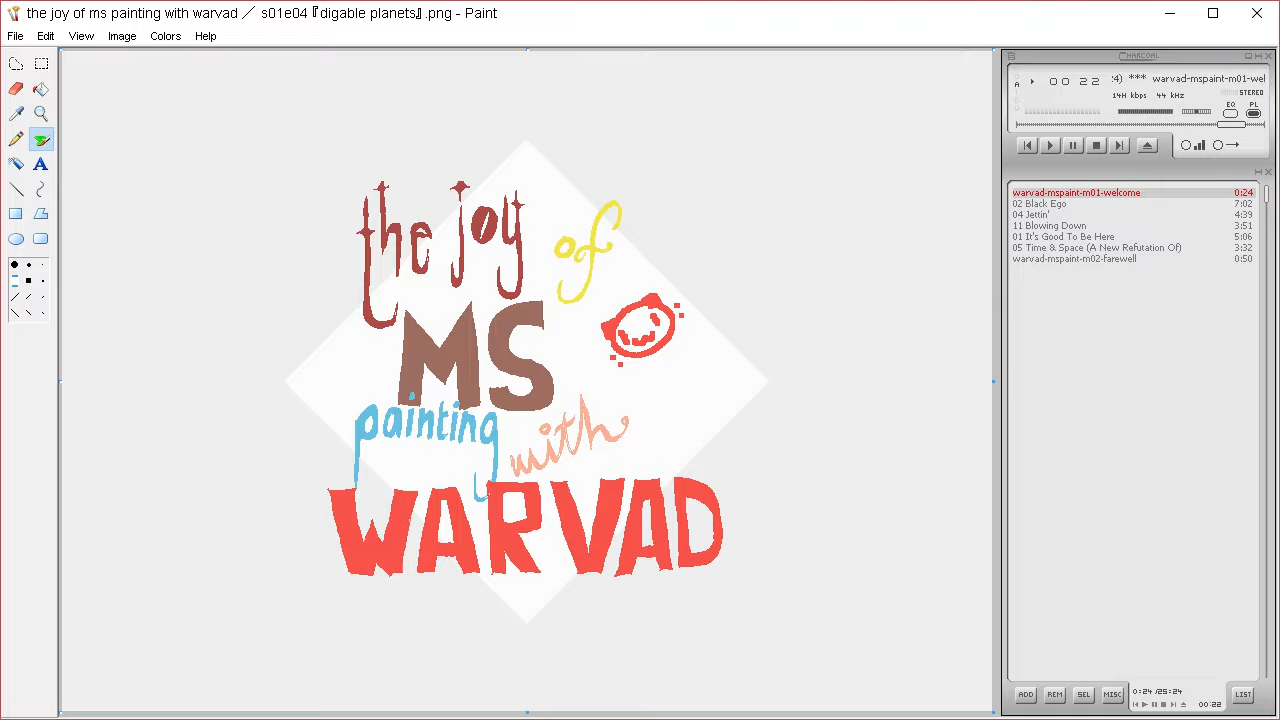 the joy of ms painting with warvad ／ s01e04『digable planets』.png - Paint
File Edit View Image Colors Help
the joy of
MS
painting with
WARVAD
CHARCOAL
00 22
:4) *** warvad-mspaint-m01-wel
14H kbps 44 kHz
STEREO
EQ PL
warvad-mspaint-m01-welcome 0:24
02 Black Ego 7:02
04 Jettin' 4:39
11 Blowing Down 3:51
01 It's Good To Be Here 5:06
05 Time & Space (A New Refutation Of) 3:32
warvad-mspaint-m02-farewell 0:50
ADD REM SEL MISC 0:24/25:24 00:22 LIST